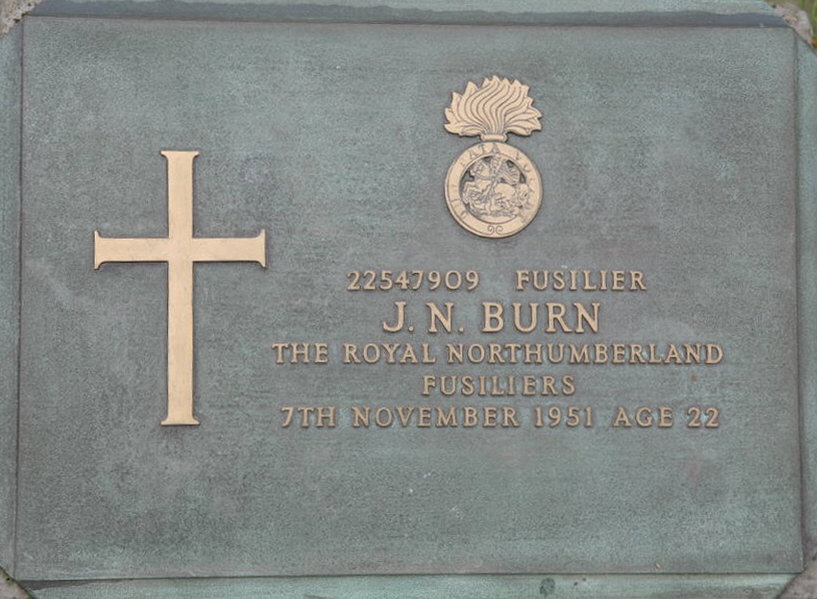 22547909 FUSILIER
J. N. BURN
THE ROYAL NORTHUMBERLAND
FUSILIERS
7TH NOVEMBER 1951 AGE 22